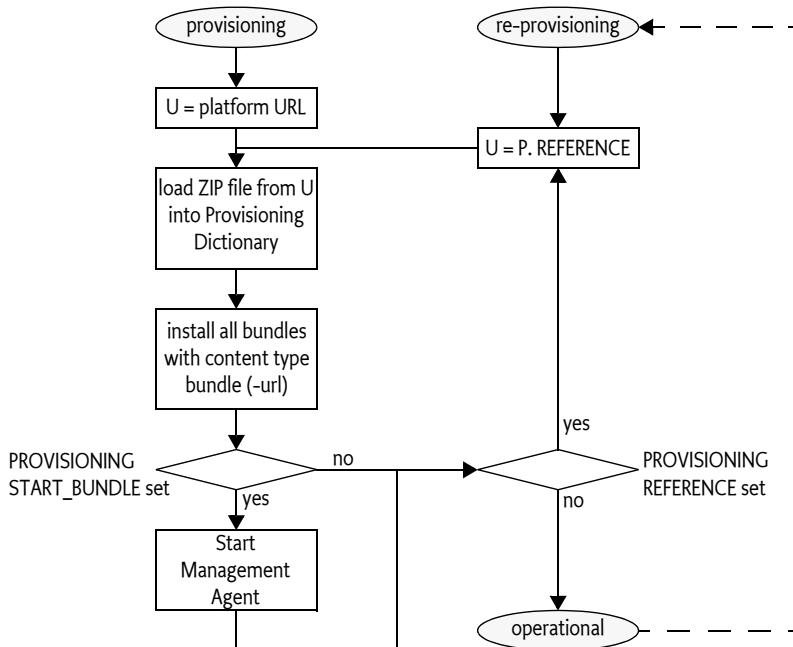 provisioning
re-provisioning
U = platform URL
U = P. REFERENCE
load ZIP file from U
into Provisioning
Dictionary
install all bundles
with content type
bundle (-url)
yes
PROVISIONING
START_BUNDLE set
no
PROVISIONING
REFERENCE set
yes
no
Start
Management
Agent
operational